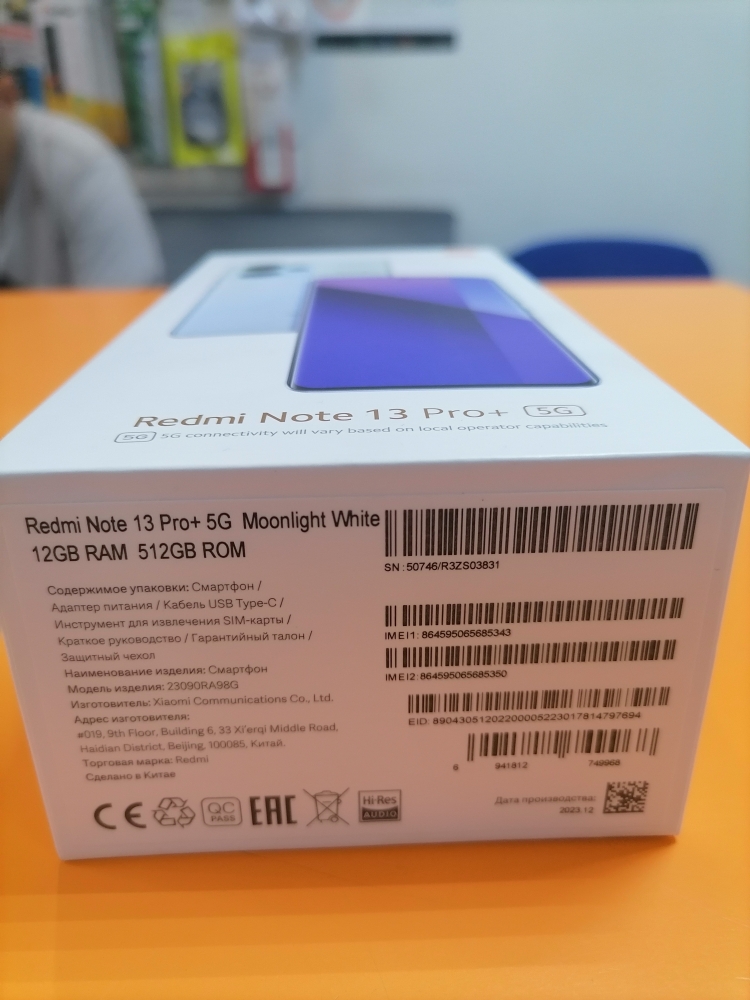 Redmi Note 13 Pro+ 5G
5G 5G connectivity will vary based on local operator capabilities
Redmi Note 13 Pro+ 5G Moonlight White
12GB RAM 512GB ROM
Содержимое упаковки: Смартфон /
Адаптер питания / Кабель USB Type-C /
Инструмент для извлечения SIM-карты /
Краткое руководство / Гарантийный талон /
Защитный чехол
Наименование изделия: Смартфон
Модель изделия: 23090RA98G
Изготовитель: Xiaomi Communications Co., Ltd.
Адрес изготовителя:
#019, 9th Floor, Building 6, 33 Xi'erqi Middle Road,
Haidian District, Beijing, 100085, Китай.
Торговая марка: Redmi
Сделано в Китае
SN: 50746/R3ZS03831
IMEI1: 864595065685343
IMEI2: 864595065685350
EID: 89043051202200005223017814797694
6 941812 749968
CE
QC
PASS
EAC
Hi-Res
AUDIO
Дата производства:
2023.12